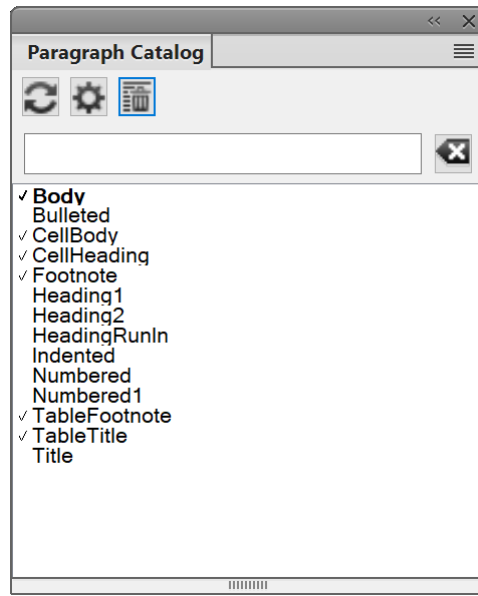 Paragraph Catalog
✓ Body
Bulleted
✓ CellBody
✓ CellHeading
✓ Footnote
Heading1
Heading2
HeadingRunIn
Indented
Numbered
Numbered1
✓ TableFootnote
✓ TableTitle
Title